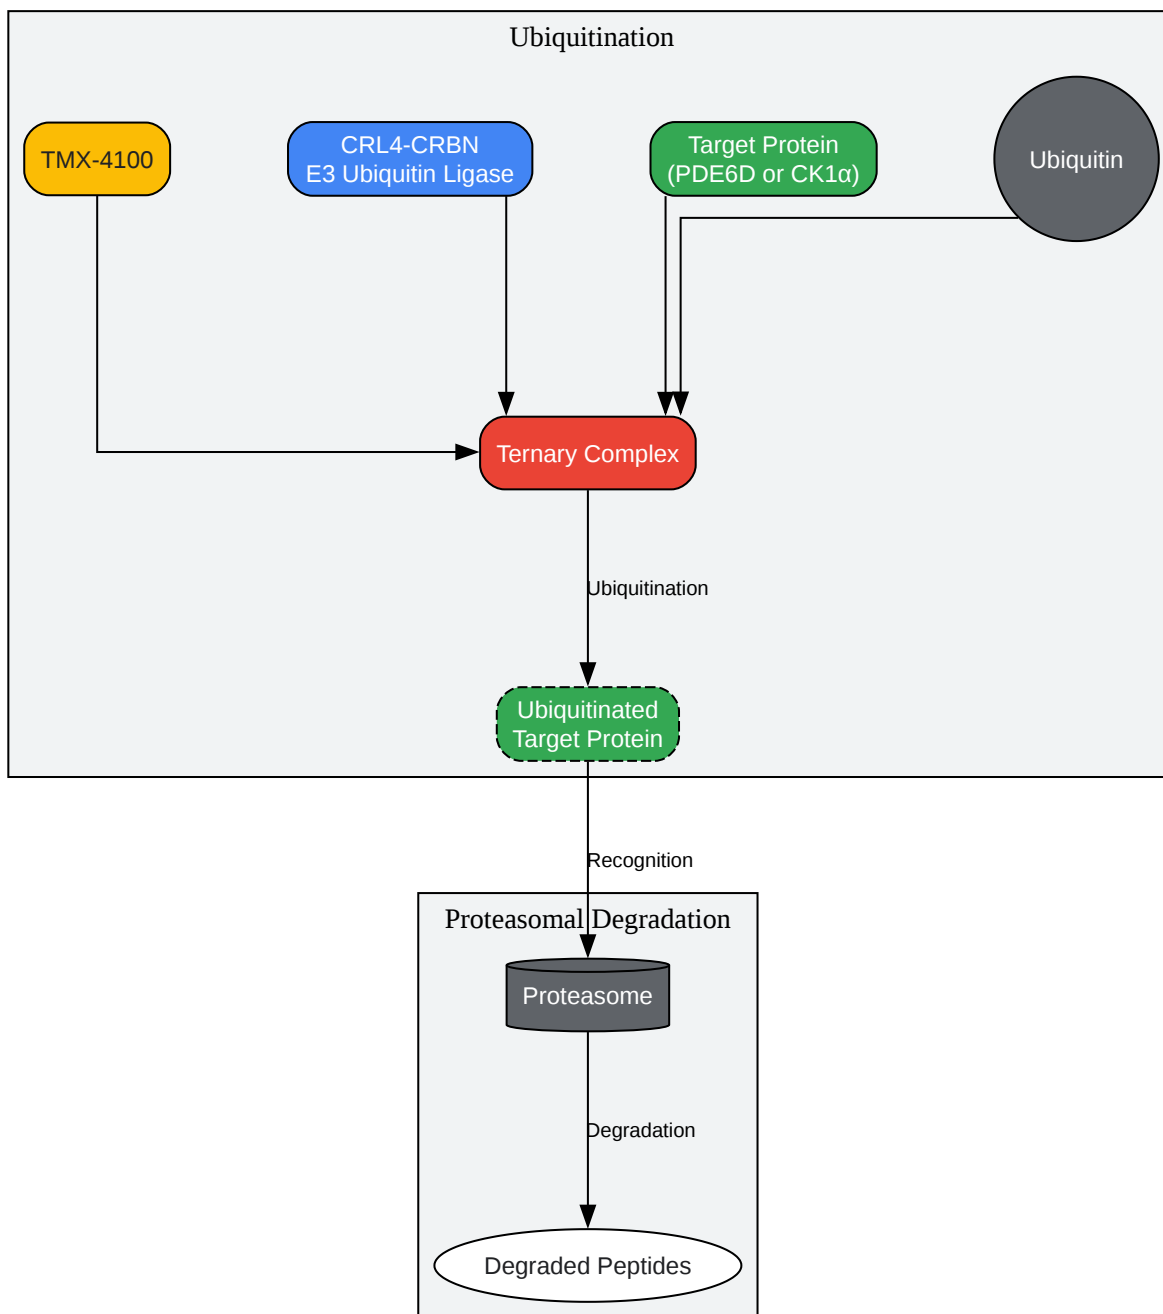 Ubiquitination
TMX-4100
CRL4-CRBN
E3 Ubiquitin Ligase
Target Protein
(PDE6D or CK1α)
Ubiquitin
Ternary Complex
Ubiquitination
Ubiquitinated
Target Protein
Recognition
Proteasomal Degradation
Proteasome
Degradation
Degraded Peptides